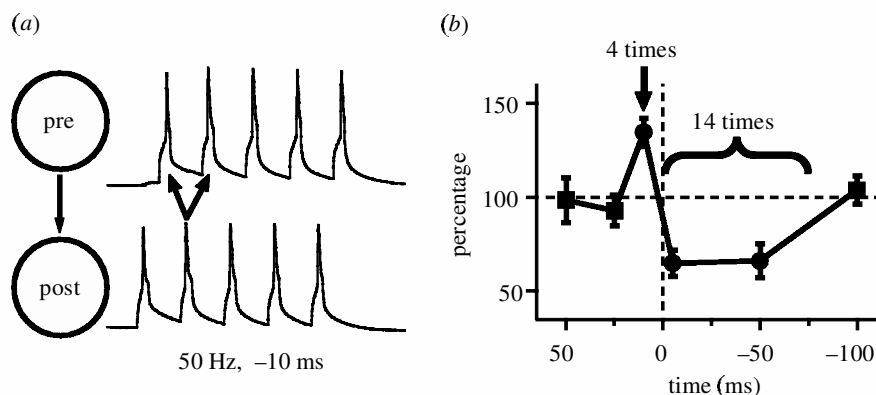 (a)
pre
post
50 Hz, –10 ms
(b)
4 times
14 times
150
100
50
percentage
50 0 –50 –100
time (ms)